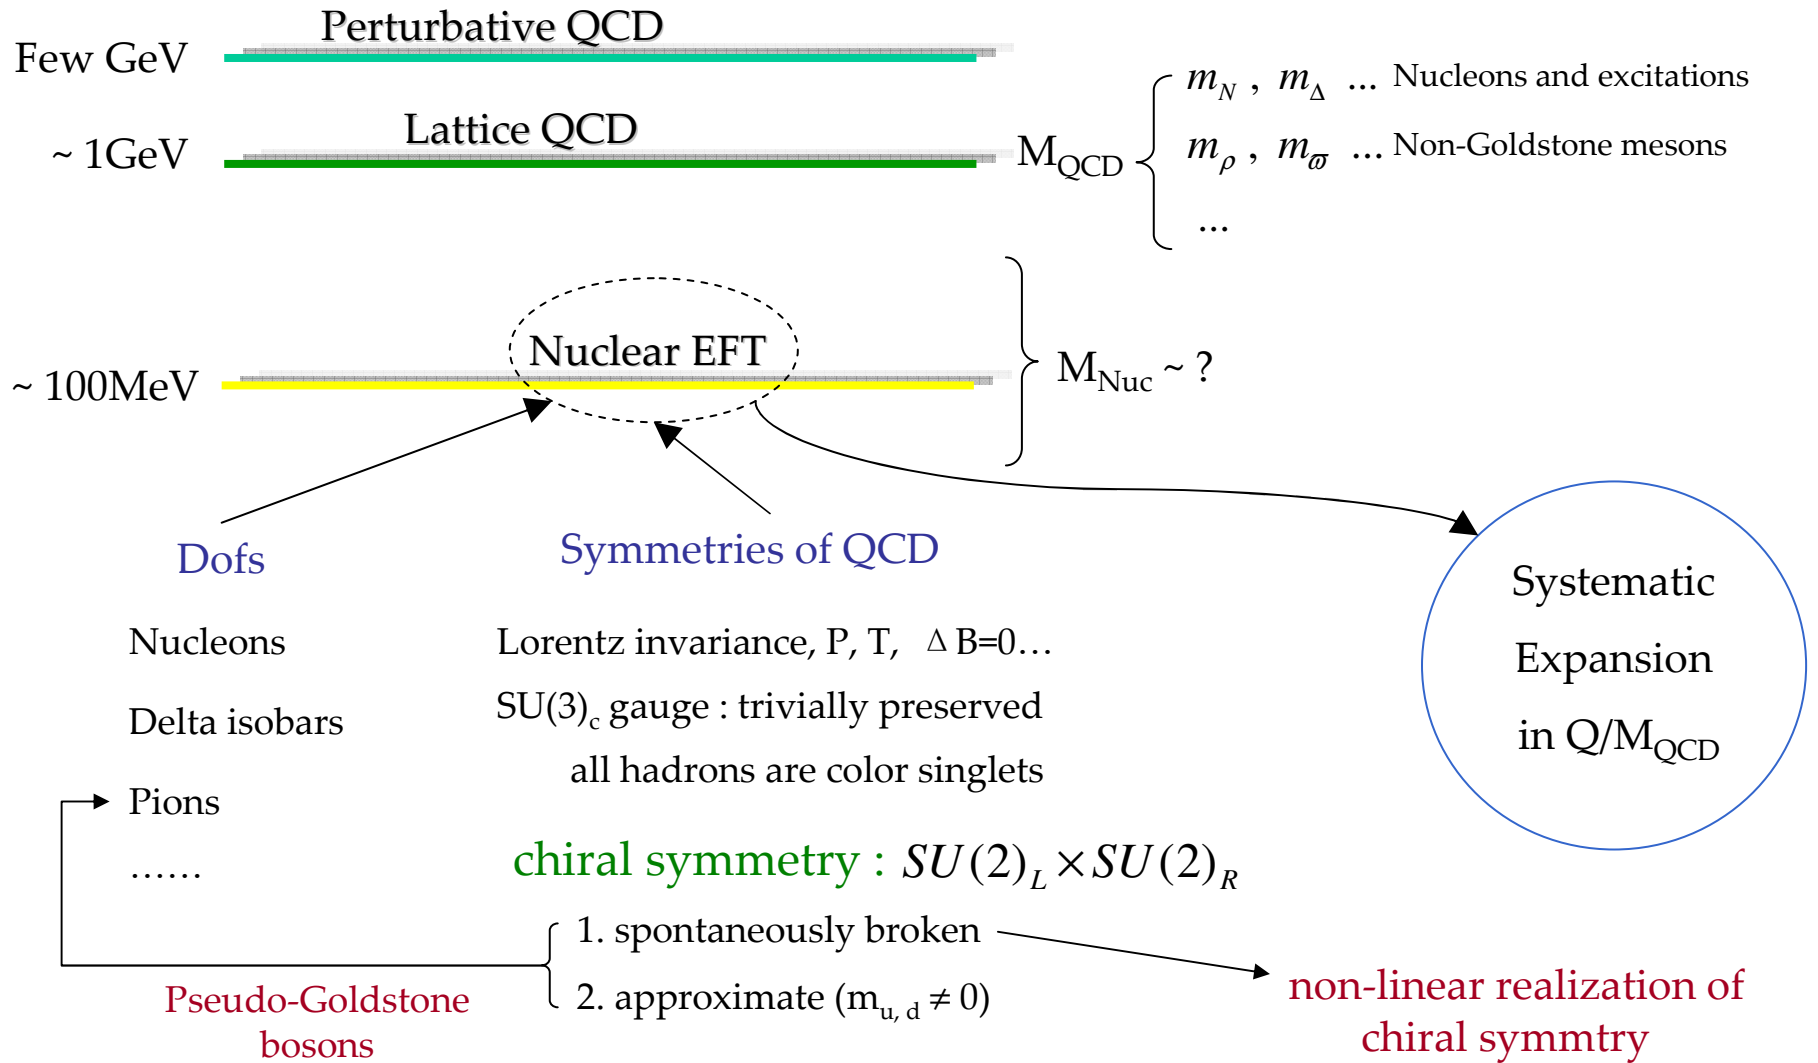 Perturbative QCD
Few GeV
Lattice QCD
~ 1GeV
M_QCD
m_N , m_Δ ... Nucleons and excitations
m_ρ , m_ϖ ... Non-Goldstone mesons
...
Nuclear EFT
~ 100MeV
M_Nuc ~ ?
Dofs
Nucleons
Delta isobars
Pions
......
Symmetries of QCD
Lorentz invariance, P, T, Δ B=0…
SU(3)_c gauge : trivially preserved
all hadrons are color singlets
chiral symmetry : SU(2)_L × SU(2)_R
1. spontaneously broken
2. approximate (m_u, d ≠ 0)
Pseudo-Goldstone
bosons
non-linear realization of
chiral symmtry
Systematic
Expansion
in Q/M_QCD